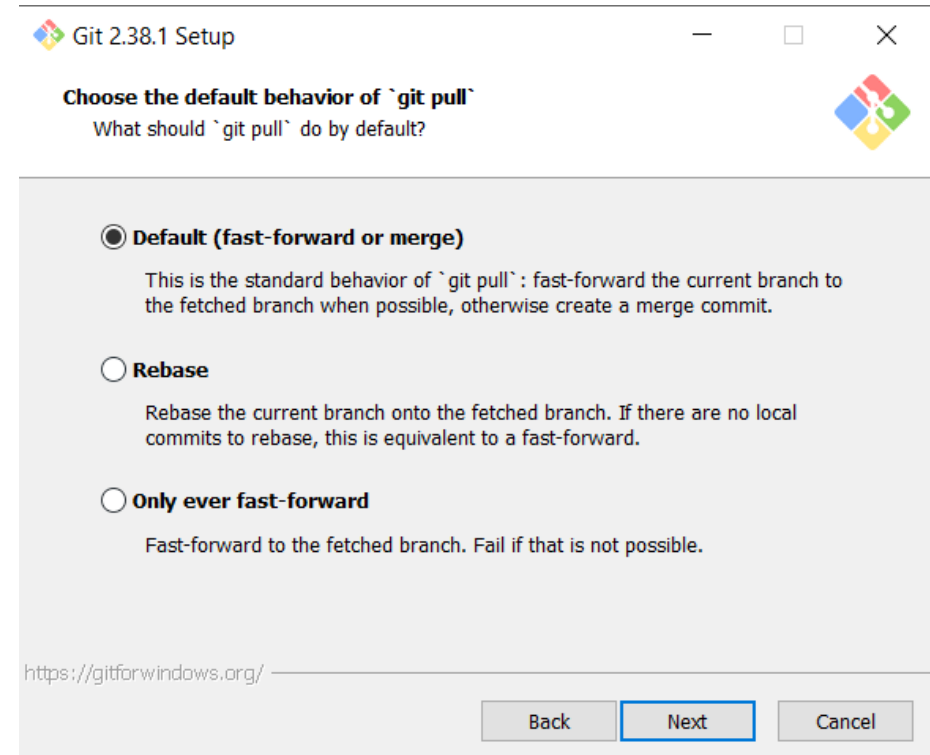 Git 2.38.1 Setup
Choose the default behavior of `git pull`
What should `git pull` do by default?
Default (fast-forward or merge)
This is the standard behavior of `git pull`: fast-forward the current branch to
the fetched branch when possible, otherwise create a merge commit.
Rebase
Rebase the current branch onto the fetched branch. If there are no local
commits to rebase, this is equivalent to a fast-forward.
Only ever fast-forward
Fast-forward to the fetched branch. Fail if that is not possible.
https://gitforwindows.org/
Back Next Cancel